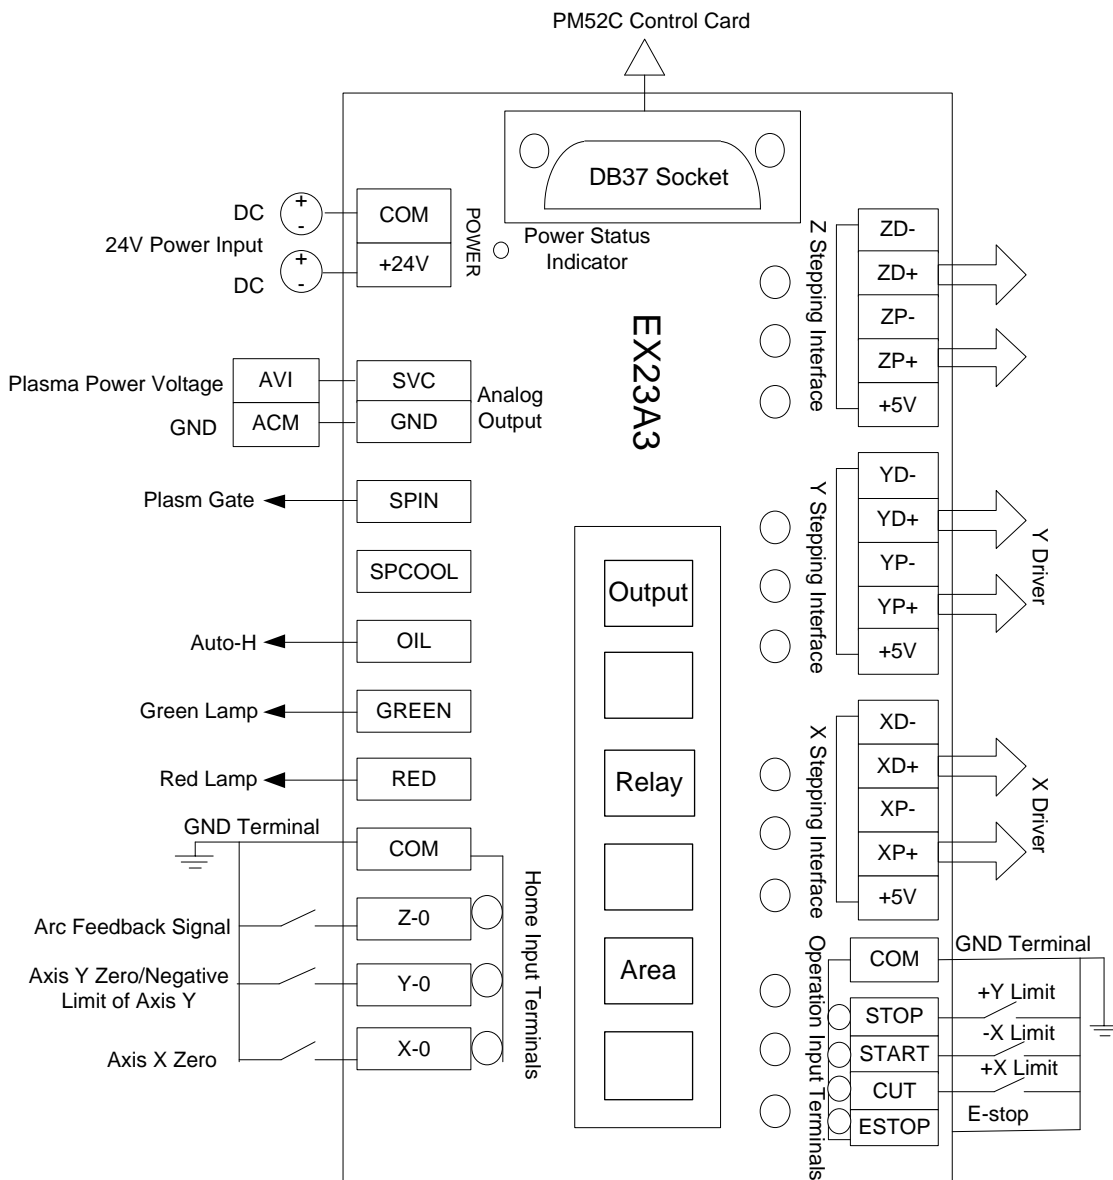 PM52C Control Card
DB37 Socket
DC
+
-
COM
24V Power Input
+24V
DC
+
-
POWER
Power Status
Indicator
EX23A3
Plasma Power Voltage
AVI
SVC
GND
ACM
GND
Analog
Output
Plasm Gate
SPIN
SPCOOL
Auto-H
OIL
Green Lamp
GREEN
Red Lamp
RED
GND Terminal
COM
Arc Feedback Signal
Z-0
Axis Y Zero/Negative
Limit of Axis Y
Y-0
Axis X Zero
X-0
Home Input Terminals
Output
Relay
Area
Z Stepping Interface
ZD-
ZD+
ZP-
ZP+
+5V
Y Stepping Interface
YD-
YD+
YP-
YP+
+5V
Y Driver
X Stepping Interface
XD-
XD+
XP-
XP+
+5V
X Driver
Operation Input Terminals
COM
GND Terminal
STOP
+Y Limit
START
-X Limit
CUT
+X Limit
ESTOP
E-stop